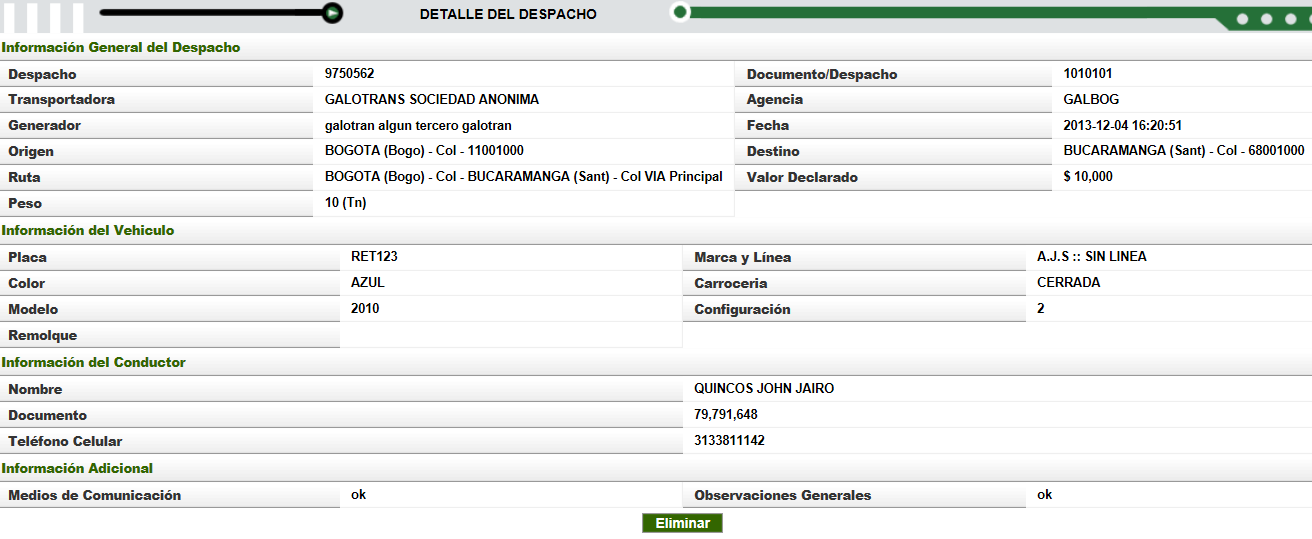 DETALLE DEL DESPACHO
Información General del Despacho
Despacho 9750562 Documento/Despacho 1010101
Transportadora GALOTRANS SOCIEDAD ANONIMA Agencia GALBOG
Generador galotran algun tercero galotran Fecha 2013-12-04 16:20:51
Origen BOGOTA (Bogo) - Col - 11001000 Destino BUCARAMANGA (Sant) - Col - 68001000
Ruta BOGOTA (Bogo) - Col - BUCARAMANGA (Sant) - Col VIA Principal Valor Declarado $ 10,000
Peso 10 (Tn)
Información del Vehiculo
Placa RET123 Marca y Línea A.J.S :: SIN LINEA
Color AZUL Carroceria CERRADA
Modelo 2010 Configuración 2
Remolque
Información del Conductor
Nombre QUINCOS JOHN JAIRO
Documento 79,791,648
Teléfono Celular 3133811142
Información Adicional
Medios de Comunicación ok Observaciones Generales ok
Eliminar